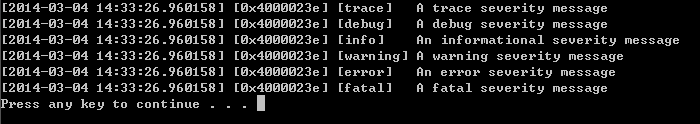 [2014-03-04 14:33:26.960158] [0x4000023e] [trace]   A trace severity message
[2014-03-04 14:33:26.960158] [0x4000023e] [debug]   A debug severity message
[2014-03-04 14:33:26.960158] [0x4000023e] [info]    An informational severity message
[2014-03-04 14:33:26.960158] [0x4000023e] [warning] A warning severity message
[2014-03-04 14:33:26.960158] [0x4000023e] [error]   An error severity message
[2014-03-04 14:33:26.960158] [0x4000023e] [fatal]   A fatal severity message
Press any key to continue . . .